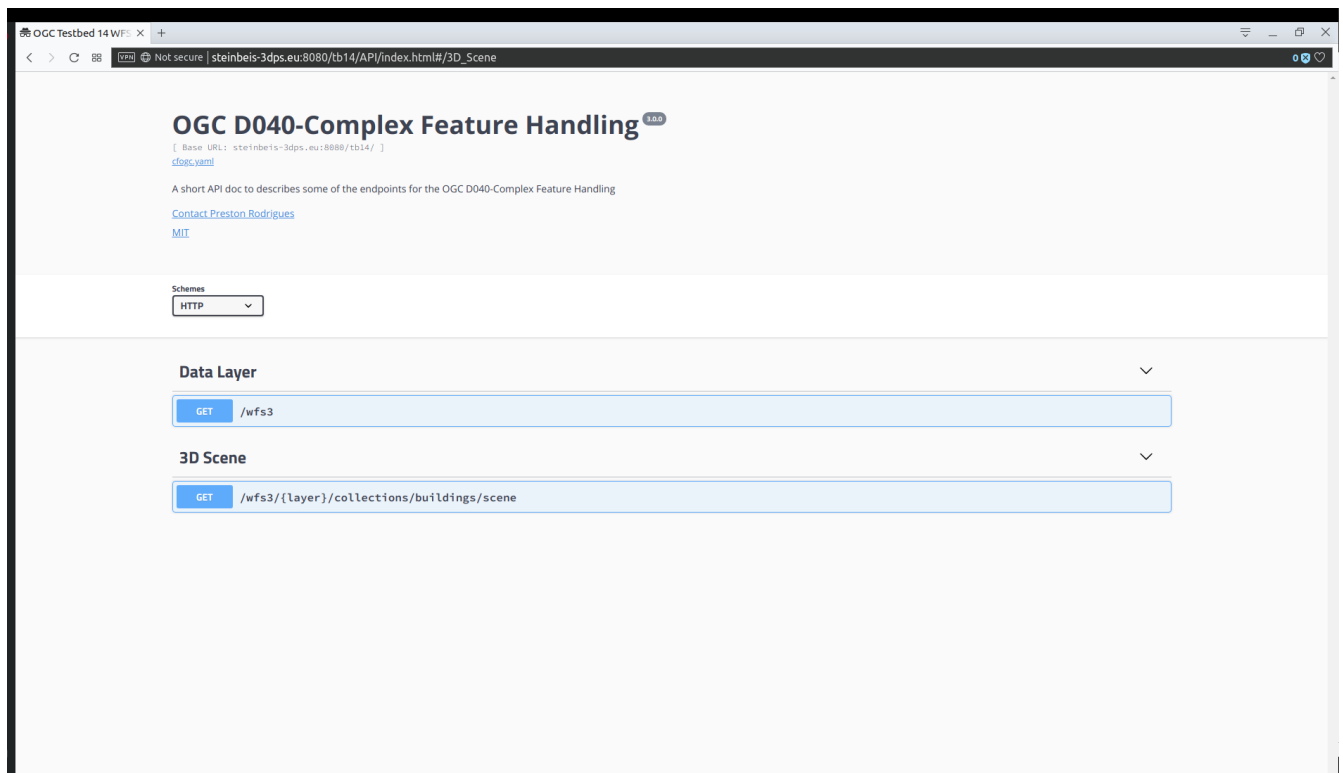 OGC Testbed 14 WFS
VPN Not secure | steinbeis-3dps.eu:8080/tb14/API/index.html#/3D_Scene
0
OGC D040-Complex Feature Handling 3.0.0
[ Base URL: steinbeis-3dps.eu:8080/tb14/ ]
cfogc.yaml
A short API doc to describes some of the endpoints for the OGC D040-Complex Feature Handling
Contact Preston Rodrigues
MIT
Schemes
HTTP
Data Layer
GET /wfs3
3D Scene
GET /wfs3/{layer}/collections/buildings/scene